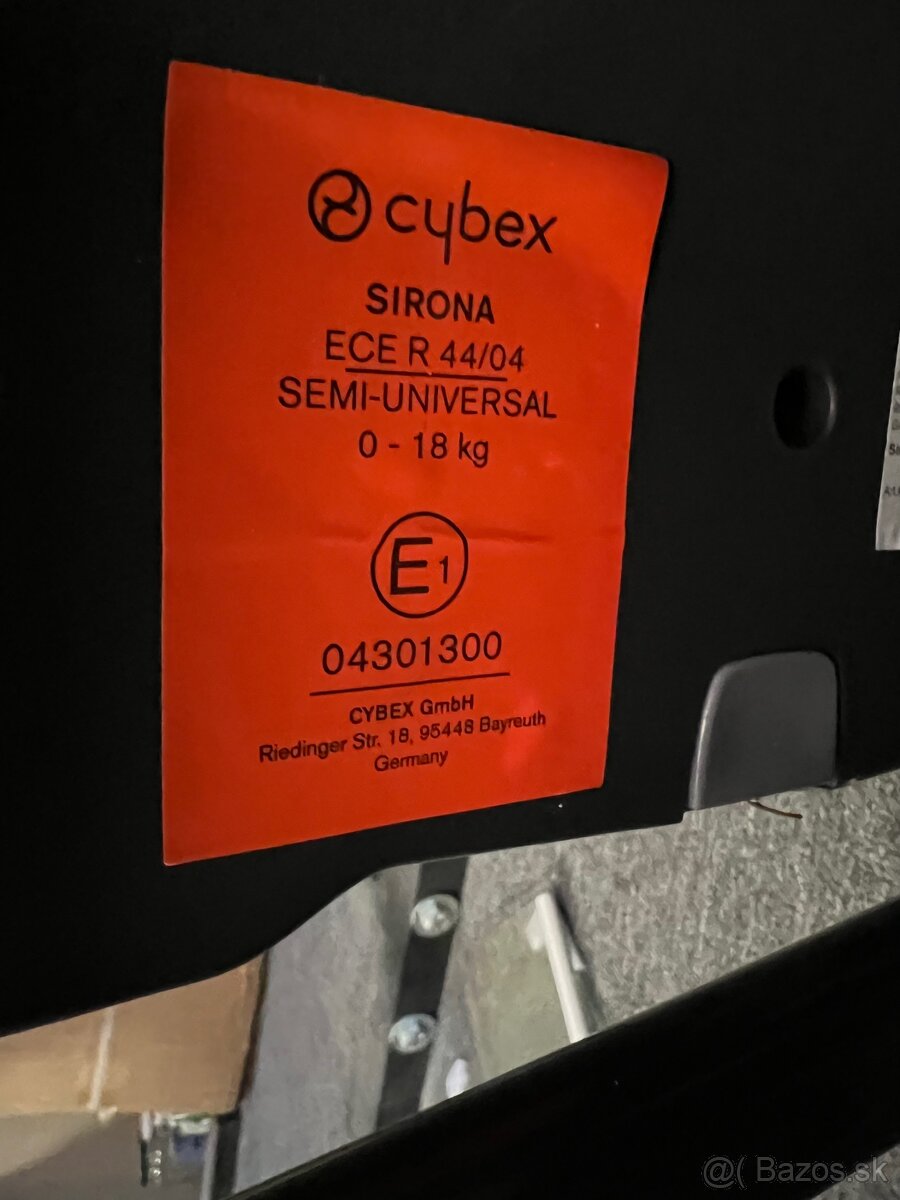 cybex
SIRONA
ECE R 44/04
SEMI-UNIVERSAL
0 - 18 kg
E1
04301300
CYBEX GmbH
Riedinger Str. 18, 95448 Bayreuth
Germany
@( Bazos.sk